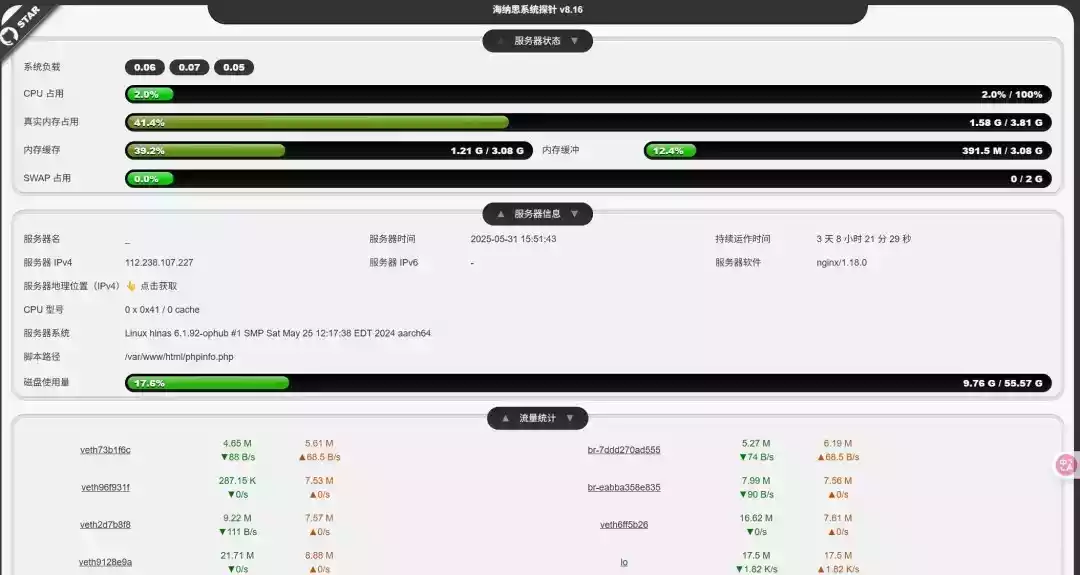 STAR
海纳思系统探针 v8.16
▲ 服务器状态 ▼
系统负载 0.06 0.07 0.05
CPU 占用 2.0% 2.0% / 100%
真实内存占用 41.4% 1.58 G / 3.81 G
内存缓存 39.2% 1.21 G / 3.08 G 内存缓冲 12.4% 391.5 M / 3.08 G
SWAP 占用 0.0% 0 / 2 G
▲ 服务器信息 ▼
服务器名 _ 服务器时间 2025-05-31 15:51:43 持续运作时间 3 天 8 小时 21 分 29 秒
服务器 IPv4 112.238.107.227 服务器 IPv6 - 服务器软件 nginx/1.18.0
服务器地理位置（IPv4） 👆 点击获取
CPU 型号 0 x 0x41 / 0 cache
服务器系统 Linux hinas 6.1.92-ophub #1 SMP Sat May 25 12:17:38 EDT 2024 aarch64
脚本路径 /var/www/html/phpinfo.php
磁盘使用量 17.6% 9.76 G / 55.57 G
▲ 流量统计 ▼
veth73b1f6c 4.65 M 5.61 M br-7ddd270ad555 5.27 M 6.19 M
▼88 B/s ▲68.5 B/s ▼74 B/s ▲68.5 B/s
veth96f931f 287.15 K 7.53 M br-eabba358e835 7.99 M 7.56 M
▼0/s ▲0/s ▼90 B/s ▲0/s
veth2d7b8f8 9.22 M 7.57 M veth6ff5b26 16.62 M 7.61 M
▼111 B/s ▲0/s ▼0/s ▲0/s
veth9128e9a 21.71 M 8.88 M lo 17.5 M 17.5 M
▼0/s ▲0/s ▼1.82 K/s ▲1.82 K/s